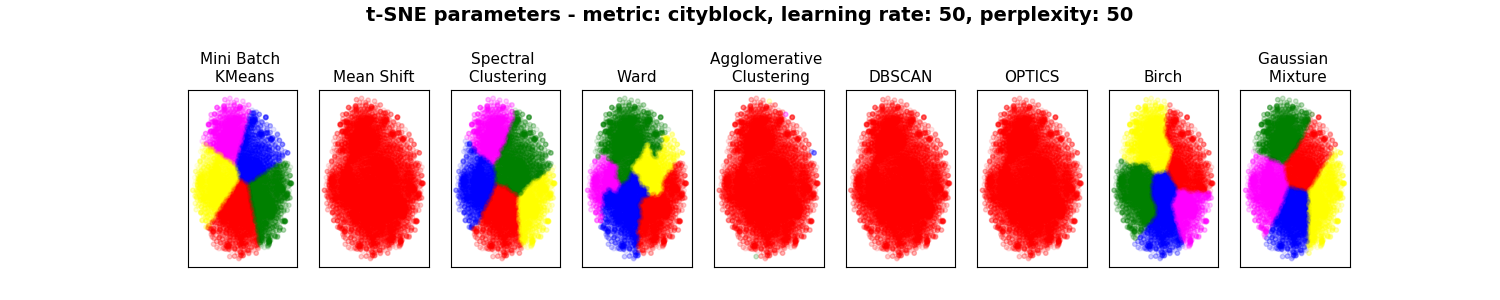 t-SNE parameters - metric: cityblock, learning rate: 50, perplexity: 50
Mini Batch
KMeans
Mean Shift
Spectral
Clustering
Ward
Agglomerative
Clustering
DBSCAN
OPTICS
Birch
Gaussian
Mixture